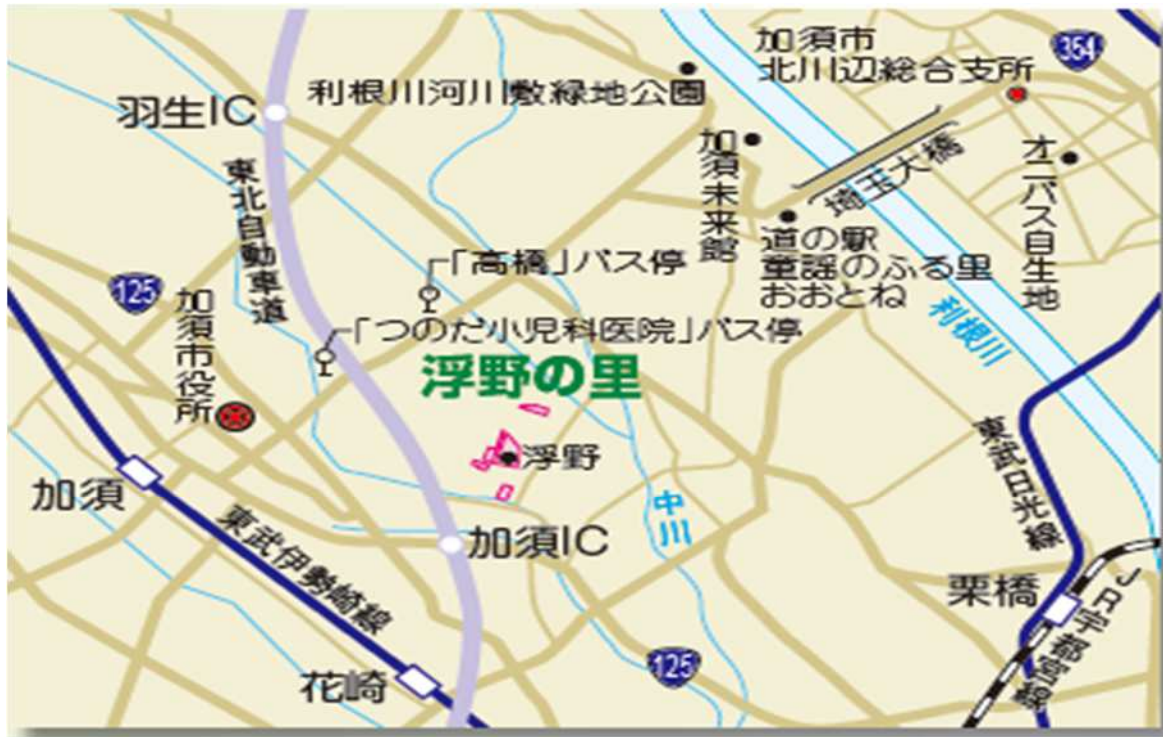 加須市
北川辺総合支所
354
利根川河川敷緑地公園
羽生IC
加須未来館
埼玉大橋
オニバス自生地
東北自動車道
道の駅
童謡のふる里
おおとね
「高橋」バス停
利根川
125
加須市役所
「つのだ小児科医院」バス停
浮野の里
浮野
東武日光線
加須
中川
東武伊勢崎線
加須IC
栗橋
JR宇都宮線
125
花崎